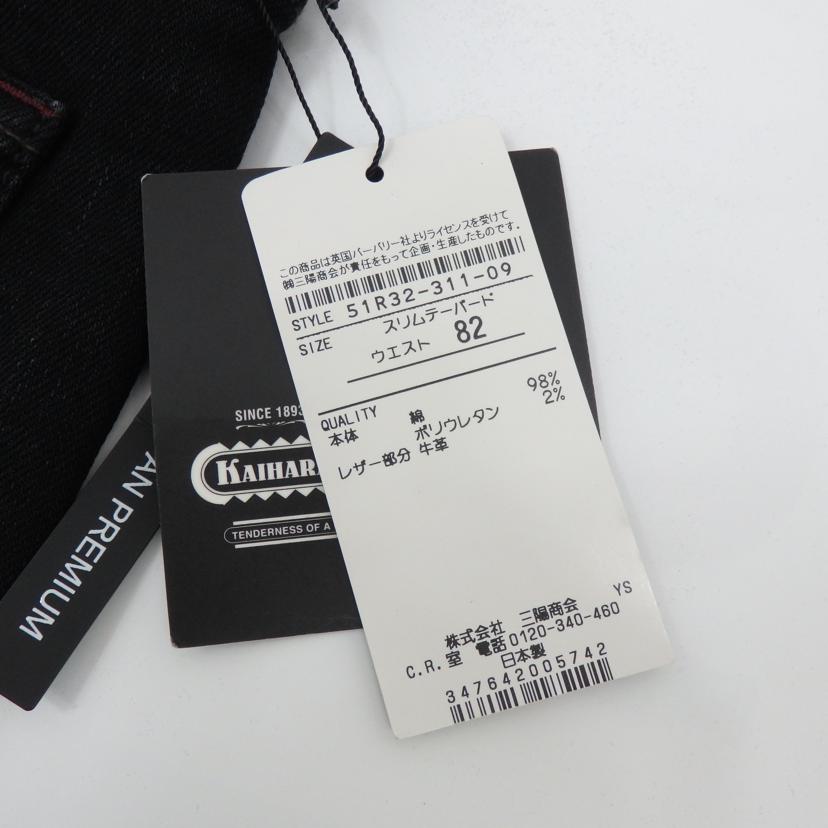 この商品は英国バーバリー社よりライセンスを受けて
㈱三陽商会が責任をもって企画・生産したものです。
STYLE 51R32-311-09
SIZE スリムテーパード
ウエスト 82
QUALITY
本体 綿 98%
ポリウレタン 2%
レザー部分 牛革
YS
株式会社 三陽商会
C.R.室 電話0120-340-460
日本製
347642005742
SINCE 1893
KAIHARA
TENDERNESS OF A
AN PREMIUM